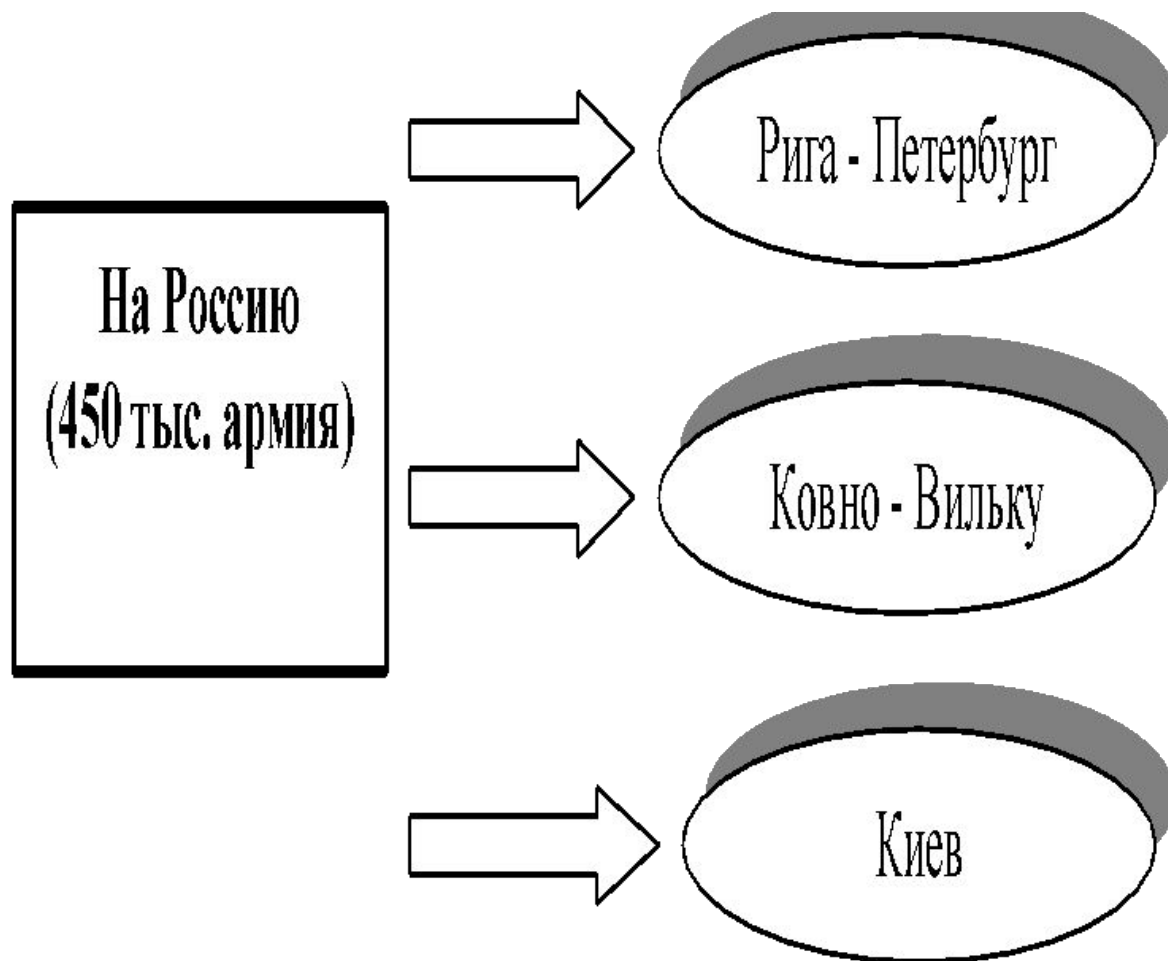 На Россию
(450 тыс. армия)
Рига - Петербург
Ковно - Вильку
Киев